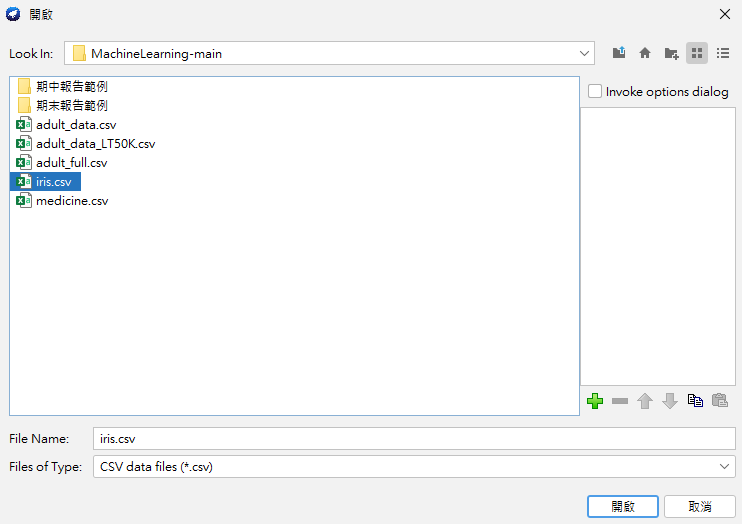 開啟
Look In: MachineLearning-main
期中報告範例
期末報告範例
adult_data.csv
adult_data_LT50K.csv
adult_full.csv
iris.csv
medicine.csv
Invoke options dialog
File Name: iris.csv
Files of Type: CSV data files (*.csv)
開啟 取消